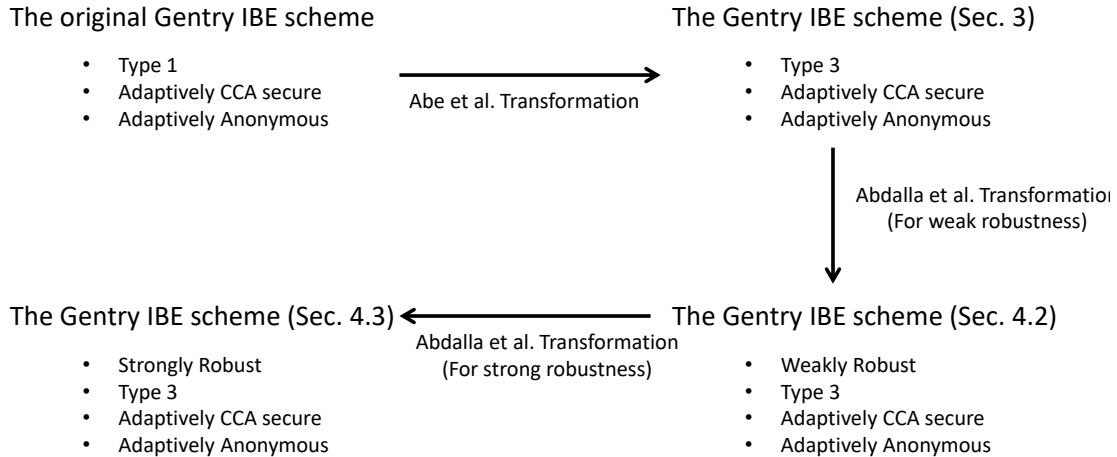 The original Gentry IBE scheme
• Type 1
• Adaptively CCA secure
• Adaptively Anonymous
Abe et al. Transformation
The Gentry IBE scheme (Sec. 3)
• Type 3
• Adaptively CCA secure
• Adaptively Anonymous
Abdalla et al. Transformation
(For weak robustness)
The Gentry IBE scheme (Sec. 4.2)
• Weakly Robust
• Type 3
• Adaptively CCA secure
• Adaptively Anonymous
Abdalla et al. Transformation
(For strong robustness)
The Gentry IBE scheme (Sec. 4.3)
• Strongly Robust
• Type 3
• Adaptively CCA secure
• Adaptively Anonymous